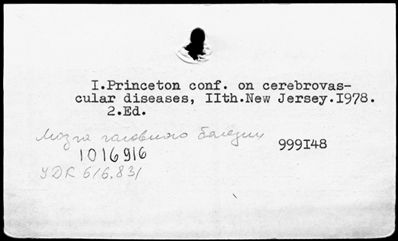 I.Princeton conf. on cerebrovas-
cular diseases, IIth.New Jersey.I978.
2.Ed.
Мозга головного болезни
1016916
999I48
УДК 616.831